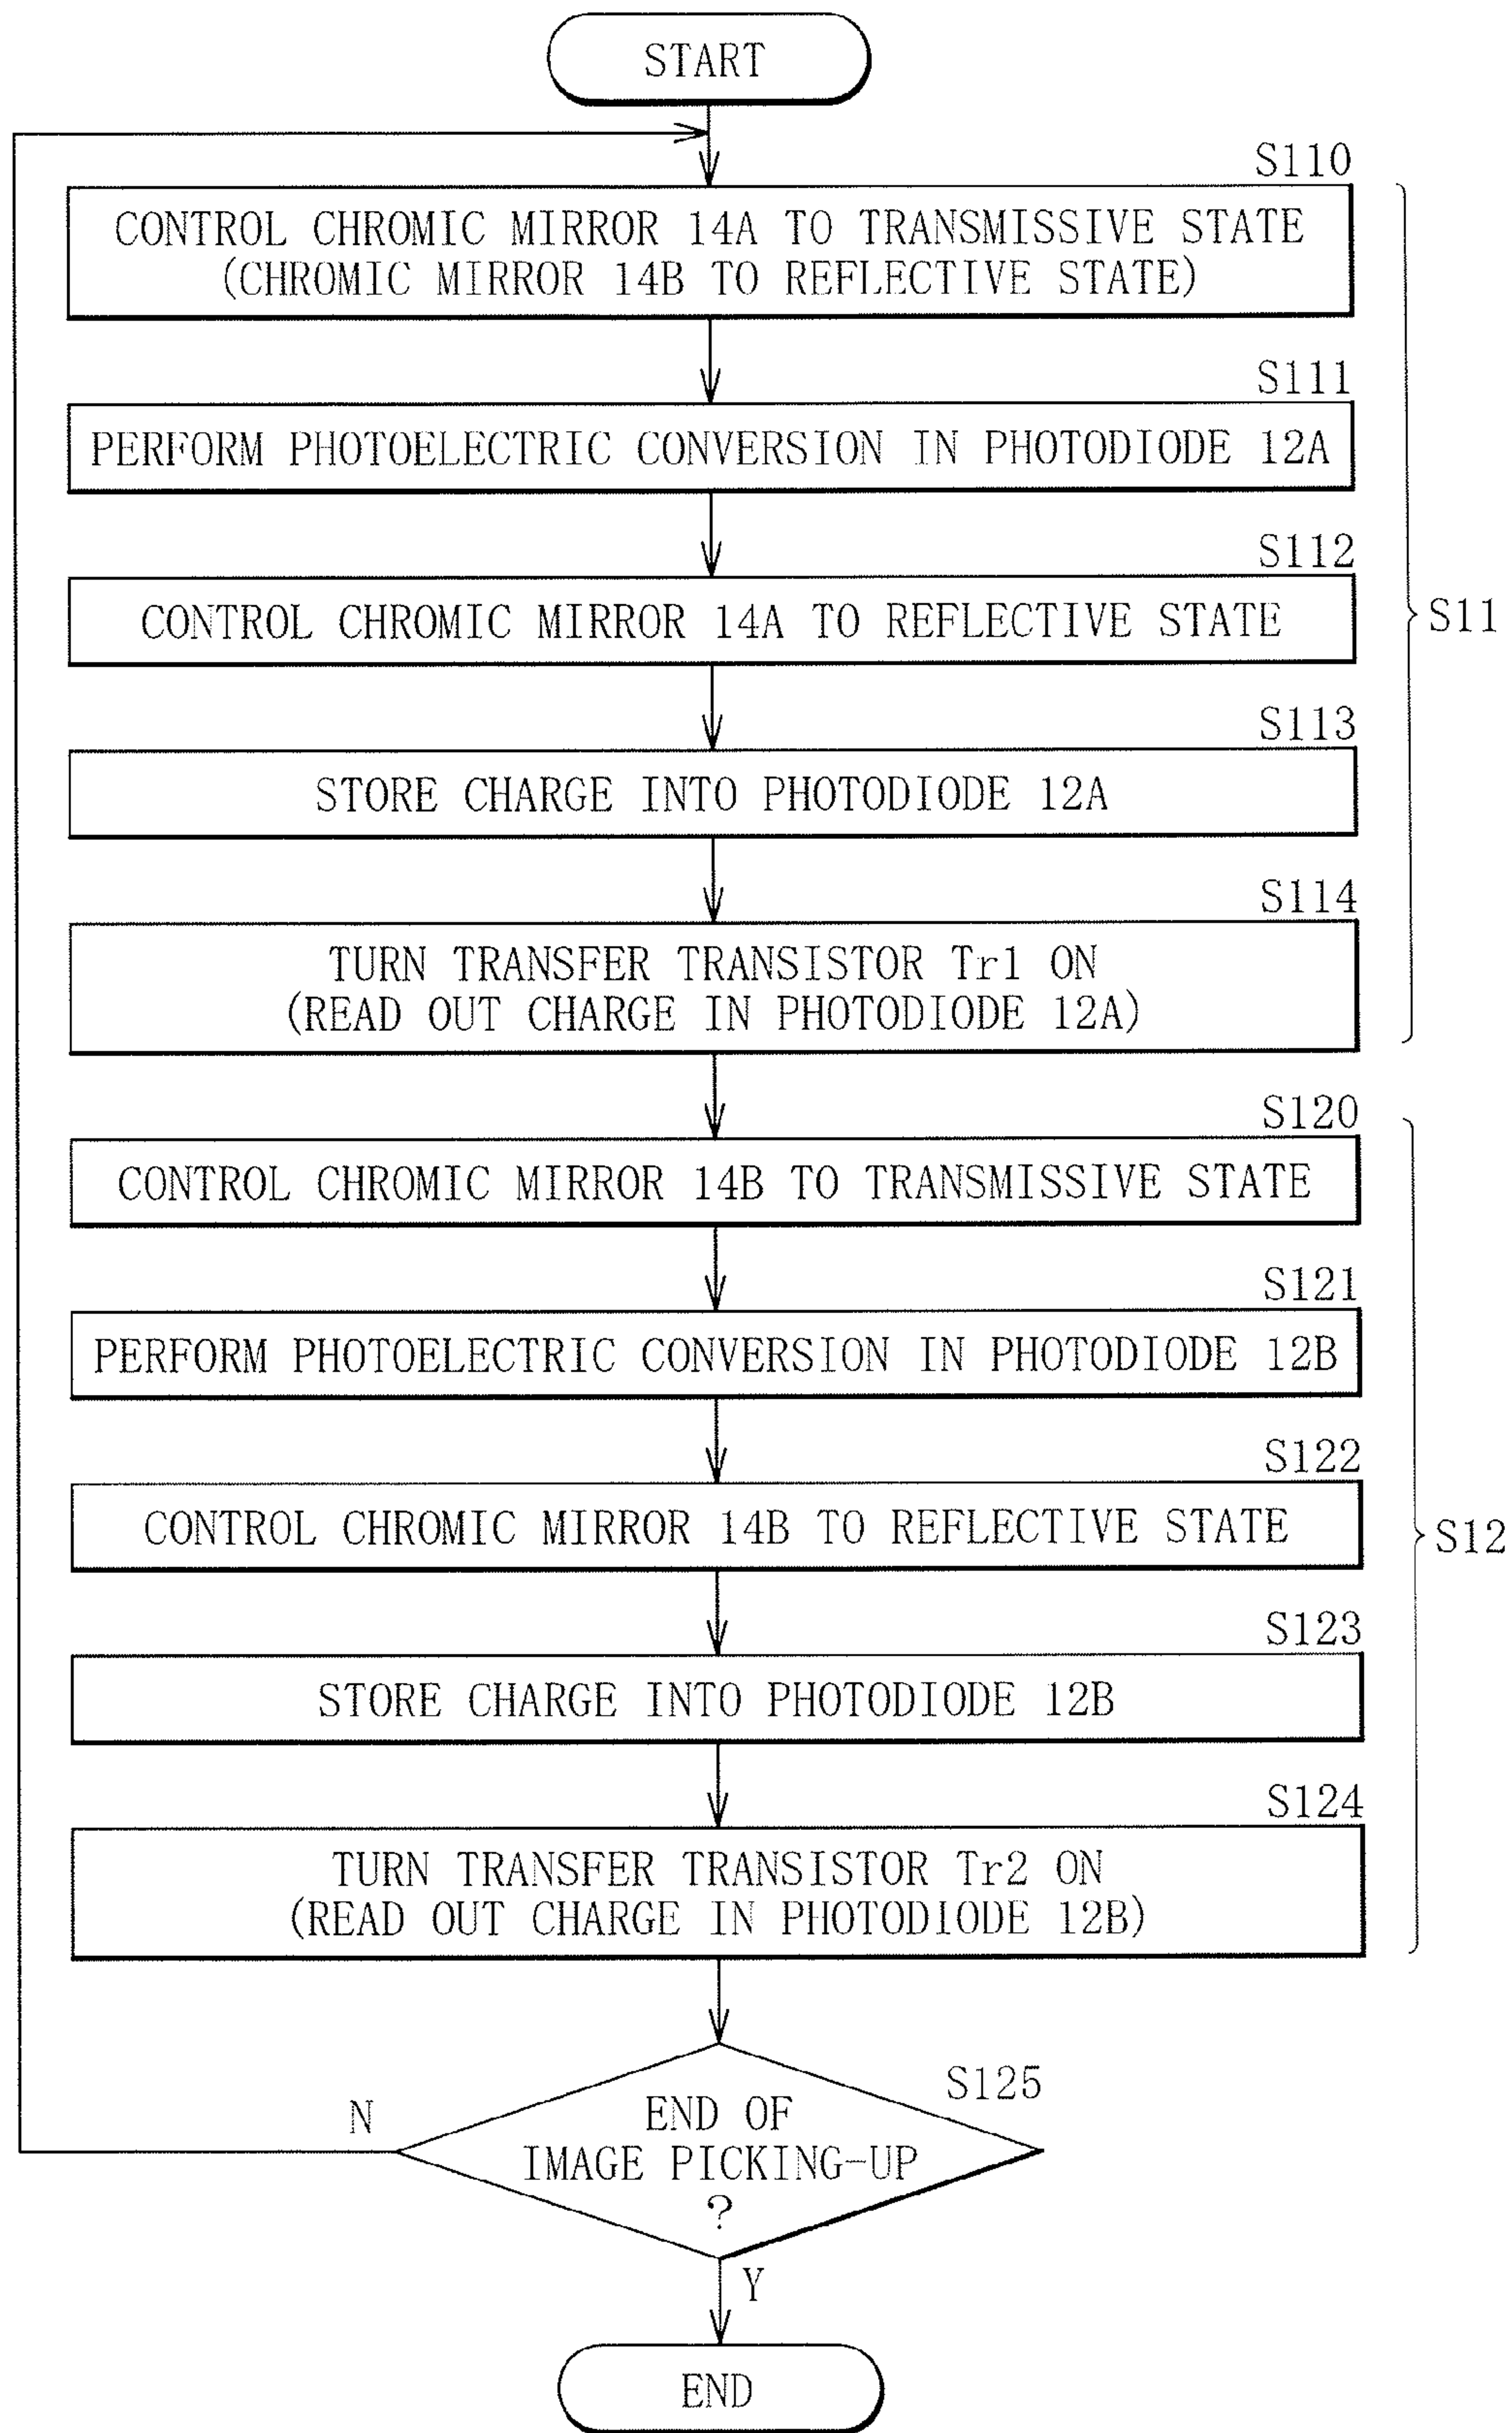 START
S110
CONTROL CHROMIC MIRROR 14A TO TRANSMISSIVE STATE
(CHROMIC MIRROR 14B TO REFLECTIVE STATE)
S111
PERFORM PHOTOELECTRIC CONVERSION IN PHOTODIODE 12A
S112
CONTROL CHROMIC MIRROR 14A TO REFLECTIVE STATE
S11
S113
STORE CHARGE INTO PHOTODIODE 12A
S114
TURN TRANSFER TRANSISTOR Tr1 ON
(READ OUT CHARGE IN PHOTODIODE 12A)
S120
CONTROL CHROMIC MIRROR 14B TO TRANSMISSIVE STATE
S121
PERFORM PHOTOELECTRIC CONVERSION IN PHOTODIODE 12B
S122
CONTROL CHROMIC MIRROR 14B TO REFLECTIVE STATE
S12
S123
STORE CHARGE INTO PHOTODIODE 12B
S124
TURN TRANSFER TRANSISTOR Tr2 ON
(READ OUT CHARGE IN PHOTODIODE 12B)
S125
N
END OF
IMAGE PICKING-UP
?
Y
END